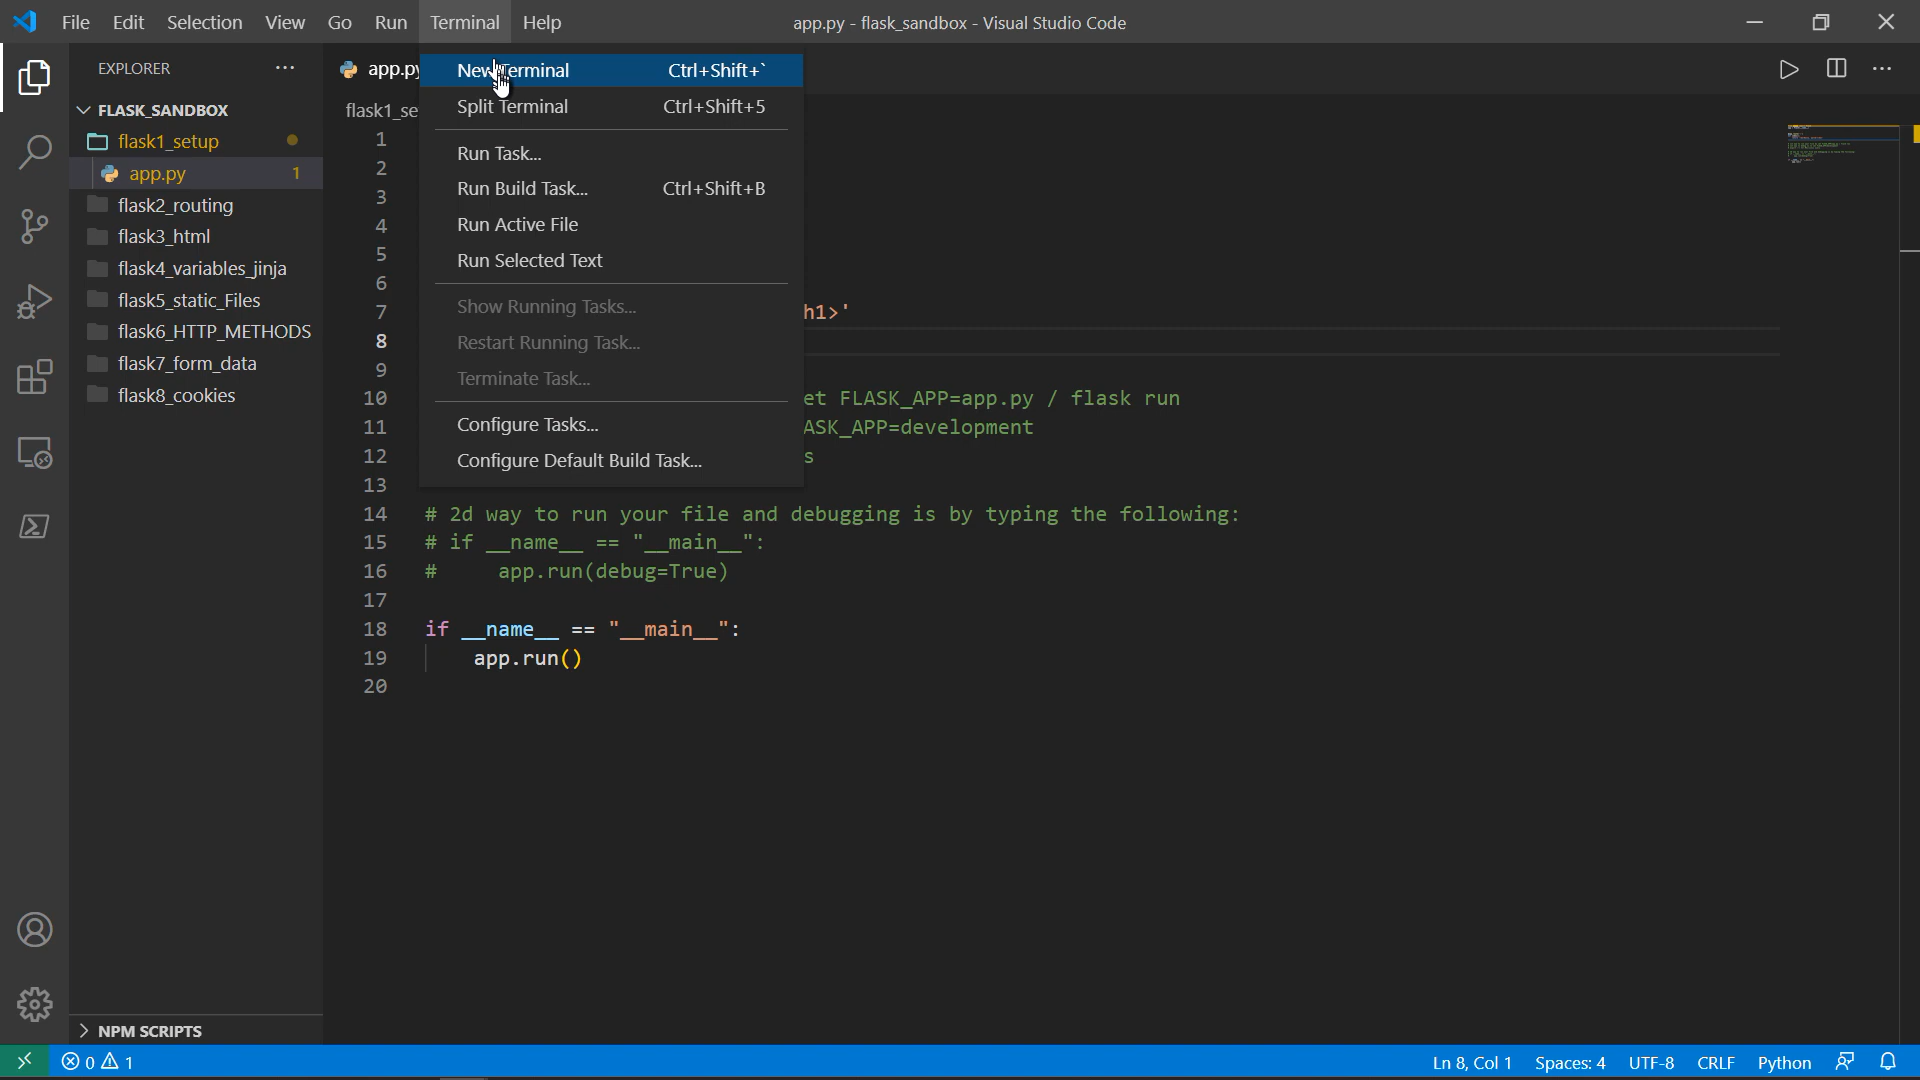 File Edit Selection View Go Run Terminal Help
app.py - flask_sandbox - Visual Studio Code
EXPLORER
FLASK_SANDBOX
flask1_setup
app.py 1
flask2_routing
flask3_html
flask4_variables_jinja
flask5_static_Files
flask6_HTTP_METHODS
flask7_form_data
flask8_cookies
NPM SCRIPTS
app.py
flask1_se
New Terminal Ctrl+Shift+`
Split Terminal Ctrl+Shift+5
Run Task...
Run Build Task... Ctrl+Shift+B
Run Active File
Run Selected Text
Show Running Tasks...
Restart Running Task...
Terminate Task...
Configure Tasks...
Configure Default Build Task...
1
2
3
4
5
6
7 h1>'
8
9
10 et FLASK_APP=app.py / flask run
11 ASK_APP=development
12 s
13
14 # 2d way to run your file and debugging is by typing the following:
15 # if __name__ == "__main__":
16 #     app.run(debug=True)
17
18 if __name__ == "__main__":
19     app.run()
20
0 1
Ln 8, Col 1 Spaces: 4 UTF-8 CRLF Python